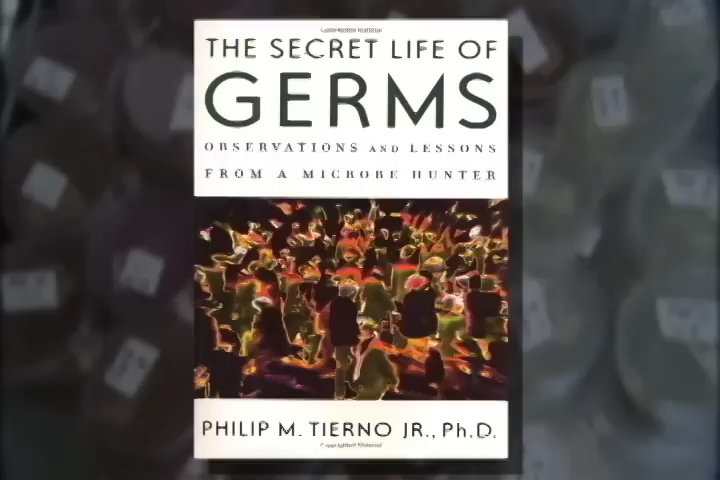 THE SECRET LIFE OF
GERMS
OBSERVATIONS AND LESSONS
FROM A MICROBE HUNTER
PHILIP M. TIERNO JR., Ph.D.